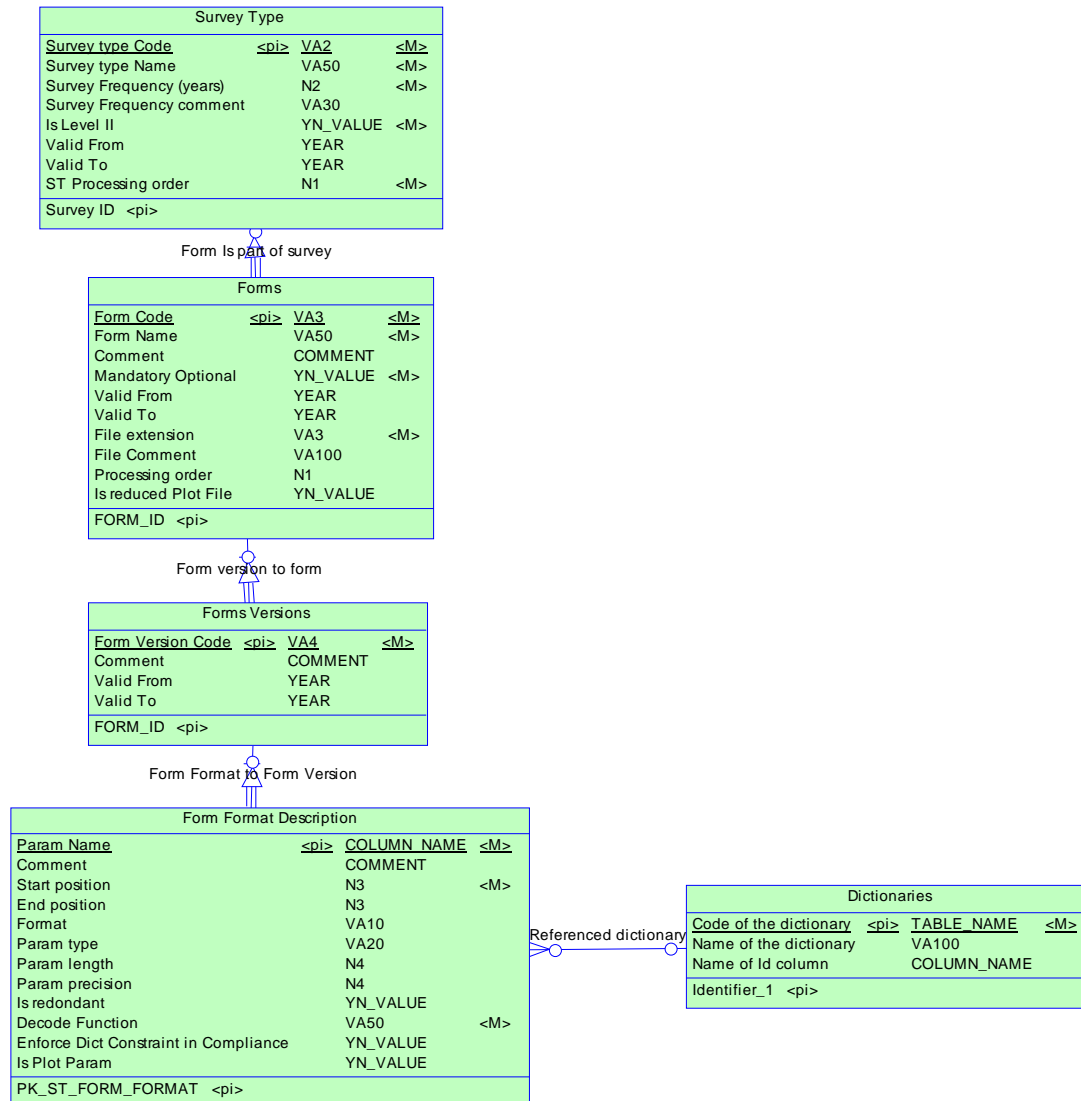 Survey Type
Survey type Code <pi> VA2 <M>
Survey type Name VA50 <M>
Survey Frequency (years) N2 <M>
Survey Frequency comment VA30
Is Level II YN_VALUE <M>
Valid From YEAR
Valid To YEAR
ST Processing order N1 <M>
Survey ID <pi>
Form Is part of survey
Forms
Form Code <pi> VA3 <M>
Form Name VA50 <M>
Comment COMMENT
Mandatory Optional YN_VALUE <M>
Valid From YEAR
Valid To YEAR
File extension VA3 <M>
File Comment VA100
Processing order N1
Is reduced Plot File YN_VALUE
FORM_ID <pi>
Form version to form
Forms Versions
Form Version Code <pi> VA4 <M>
Comment COMMENT
Valid From YEAR
Valid To YEAR
FORM_ID <pi>
Form Format to Form Version
Form Format Description
Param Name <pi> COLUMN_NAME <M>
Comment COMMENT
Start position N3 <M>
End position N3
Format VA10
Param type VA20
Param length N4
Param precision N4
Is redondant YN_VALUE
Decode Function VA50 <M>
Enforce Dict Constraint in Compliance YN_VALUE
Is Plot Param YN_VALUE
PK_ST_FORM_FORMAT <pi>
Referenced dictionary
Dictionaries
Code of the dictionary <pi> TABLE_NAME <M>
Name of the dictionary VA100
Name of Id column COLUMN_NAME
Identifier_1 <pi>